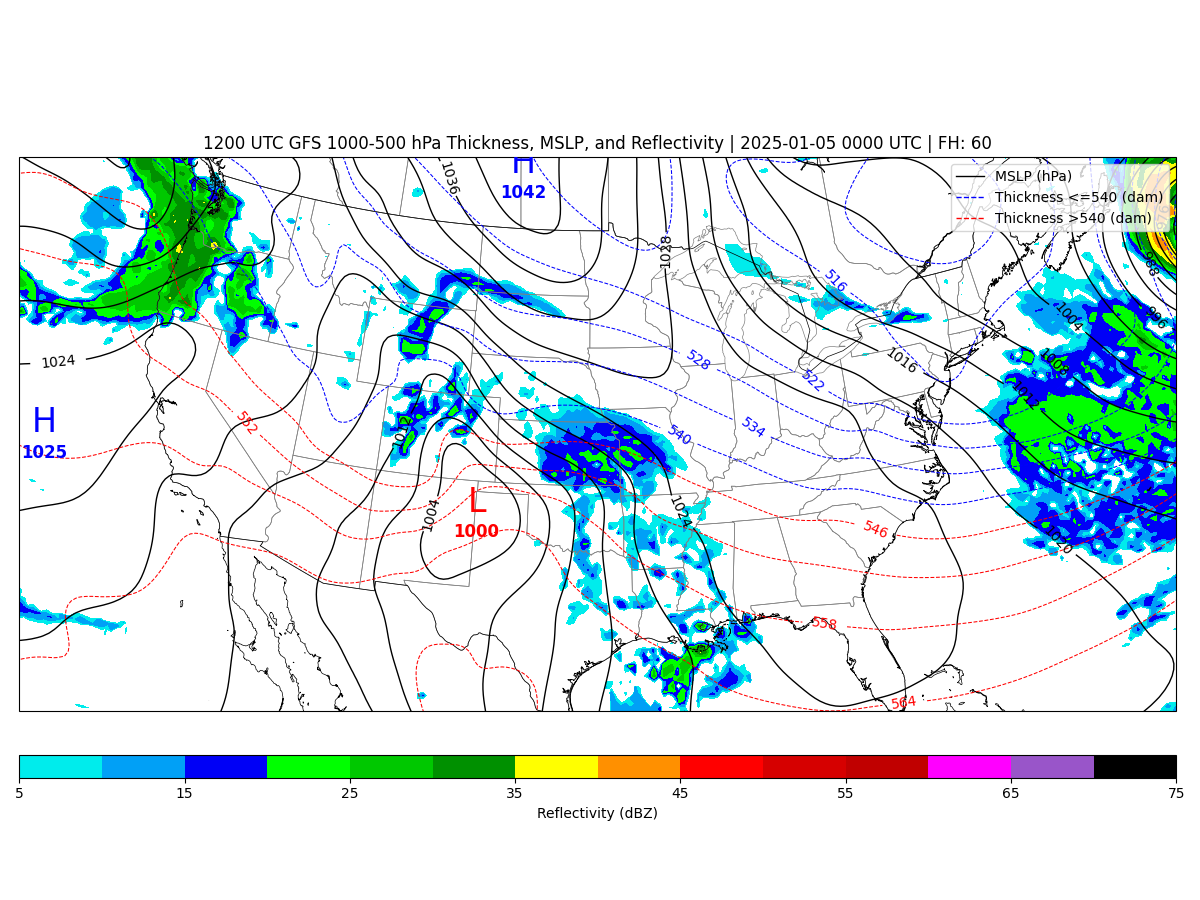 1200 UTC GFS 1000-500 hPa Thickness, MSLP, and Reflectivity | 2025-01-05 0000 UTC | FH: 60
H
1042
1036
MSLP (hPa)
Thickness <=540 (dam)
Thickness >540 (dam)
1028
516
988
996
1004
1016
1024
528
522
H
1025
552
534
540
L
1000
1004
1024
546
1020
558
564
5 15 25 35 45 55 65 75
Reflectivity (dBZ)